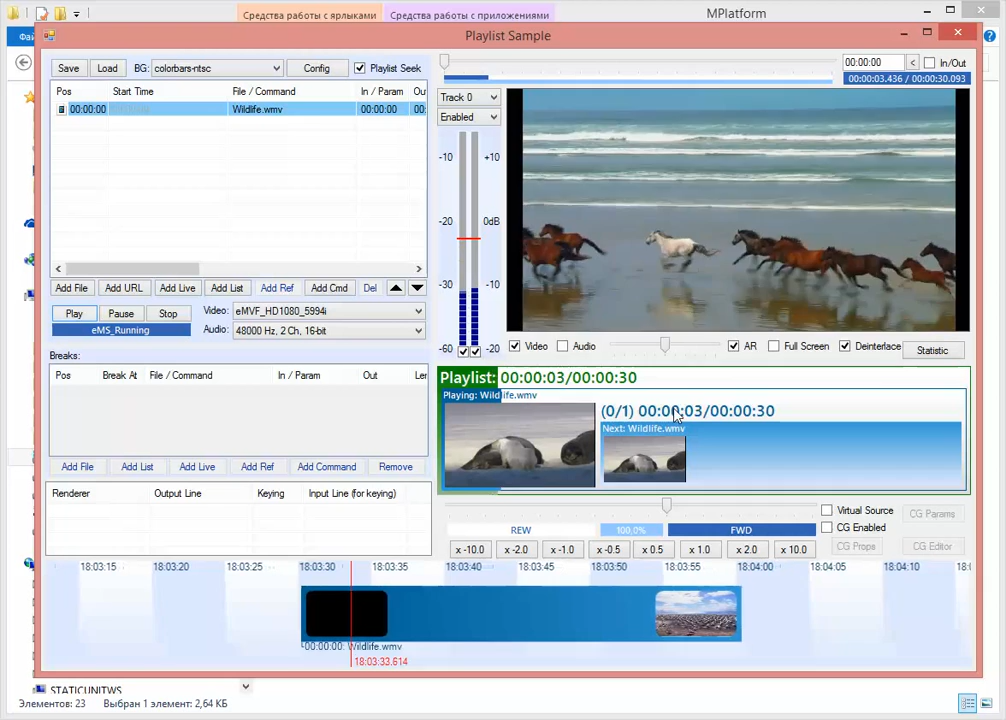 Средства работы с ярлыками
Средства работы с приложениями
MPlatform
Фай
Playlist Sample
Save
Load
BG:
colorbars-ntsc
Config
Playlist Seek
00:00:00
<
In/Out
00:00:03.436 / 00:00:30.093
Pos
Start Time
File / Command
In / Param
Ou
00:00:00
Wildlife.wmv
00:00:00
00:
Track 0
Enabled
-10
+10
-20
0dB
-30
-10
-60
-20
Add File
Add URL
Add Live
Add List
Add Ref
Add Cmd
Del
Play
Pause
Stop
eMS_Running
Video:
eMVF_HD1080_5994i
Audio:
48000 Hz, 2 Ch, 16-bit
Video
Audio
AR
Full Screen
Deinterlace
Statistic
Breaks:
Pos
Break At
File / Command
In / Param
Out
Ler
Add File
Add List
Add Live
Add Ref
Add Command
Remove
Playlist: 00:00:03/00:00:30
Playing: Wildlife.wmv
(0/1) 00:00:03/00:00:30
Next: Wildlife.wmv
Renderer
Output Line
Keying
Input Line (for keying)
REW
100,0%
FWD
x -10.0
x -2.0
x -1.0
x -0.5
x 0.5
x 1.0
x 2.0
x 10.0
Virtual Source
CG Params
CG Enabled
CG Props
CG Editor
18:03:15
18:03:20
18:03:25
18:03:30
18:03:35
18:03:40
18:03:45
18:03:50
18:03:55
18:04:00
18:04:05
18:04:10
18:0
00:00:00: Wildlife.wmv
18:03:33.614
STATICUNITWS
Элементов: 23
Выбран 1 элемент: 2,64 КБ